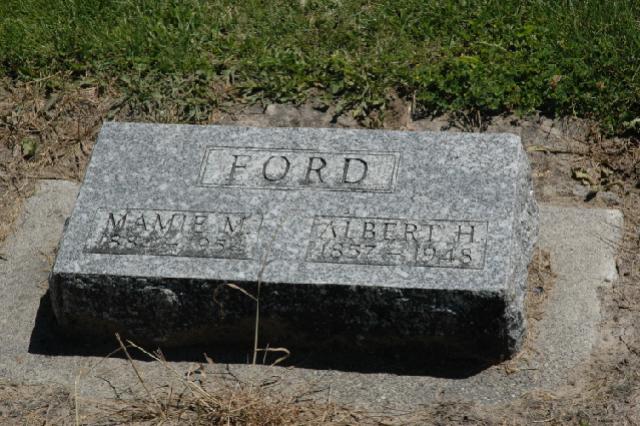 FORD
MAMIE M.
ALBERT H.
1857 – 1948